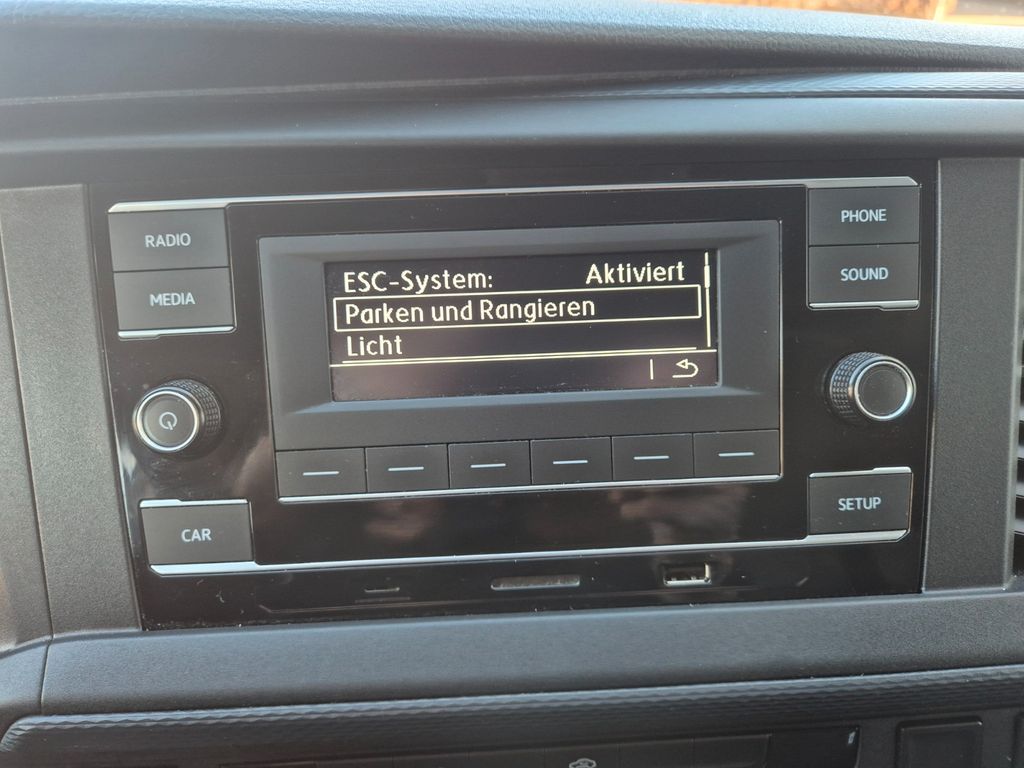 RADIO
MEDIA
PHONE
SOUND
ESC-System: Aktiviert
Parken und Rangieren
Licht
CAR
SETUP